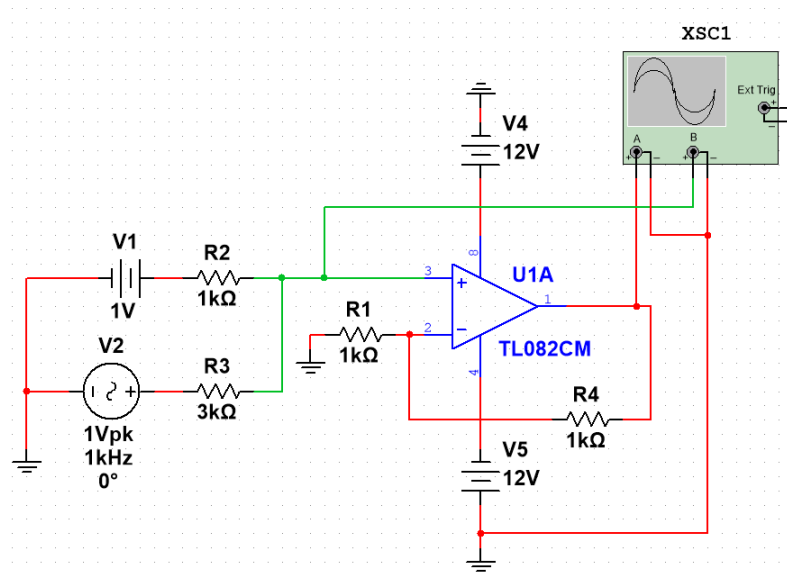 XSC1
Ext Trig
+
−
A
B
+
−
+
−
V4
12V
V1
1V
R2
1kΩ
8
3
+
U1A
1
R1
1kΩ
2
−
TL082CM
4
V2
+
1Vpk
1kHz
0°
R3
3kΩ
R4
1kΩ
V5
12V